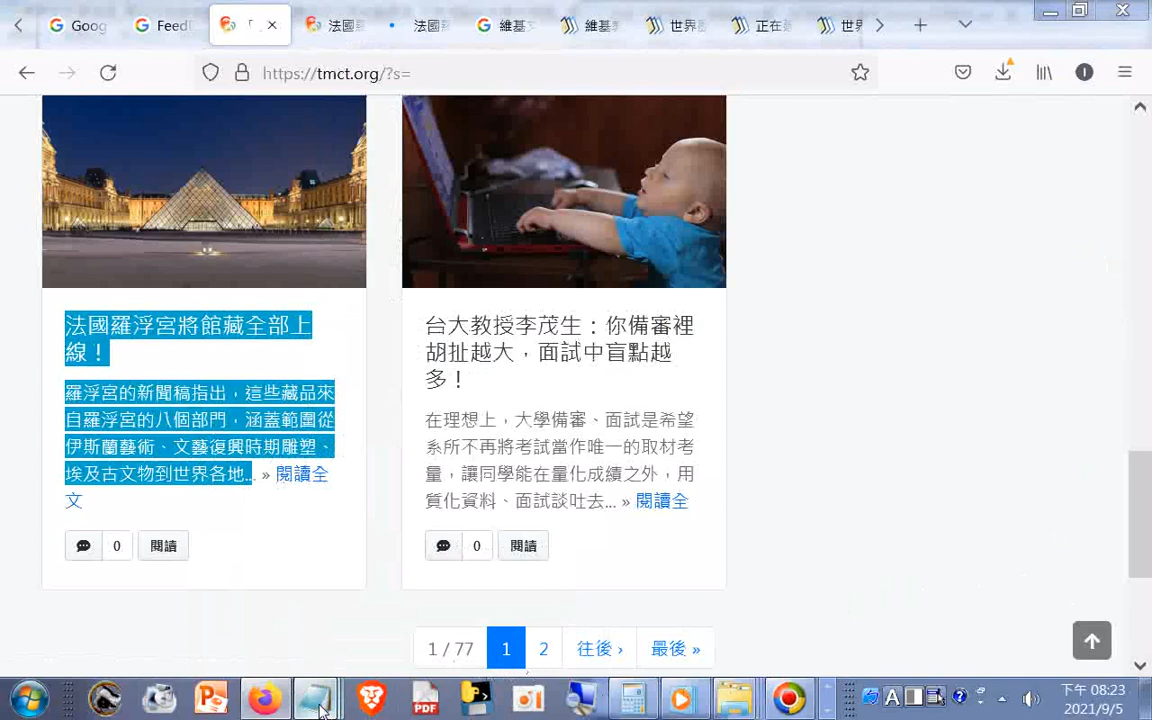 Goog
Feed
「
法國
法國
維基
維基
世界
正在
世界
https://tmct.org/?s=
法國羅浮宮將館藏全部上
線！
羅浮宮的新聞稿指出，這些藏品來
自羅浮宮的八個部門，涵蓋範圍從
伊斯蘭藝術、文藝復興時期雕塑、
埃及古文物到世界各地... » 閱讀全
文
0
閱讀
台大教授李茂生：你備審裡
胡扯越大，面試中盲點越
多！
在理想上，大學備審、面試是希望
系所不再將考試當作唯一的取材考
量，讓同學能在量化成績之外，用
質化資料、面試談吐去... » 閱讀全
0
閱讀
1 / 77
1
2
往後 ›
最後 »
PDF
A
下午 08:23
2021/9/5